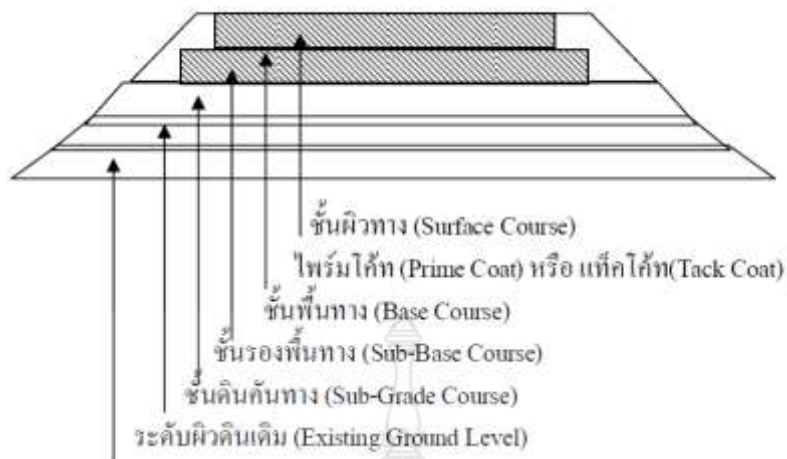 ชั้นผิวทาง (Surface Course)
ไพร์มโค้ท (Prime Coat) หรือ แท็คโค้ท(Tack Coat)
ชั้นพื้นทาง (Base Course)
ชั้นรองพื้นทาง (Sub-Base Course)
ชั้นดินคันทาง (Sub-Grade Course)
ระดับผิวดินเดิม (Existing Ground Level)